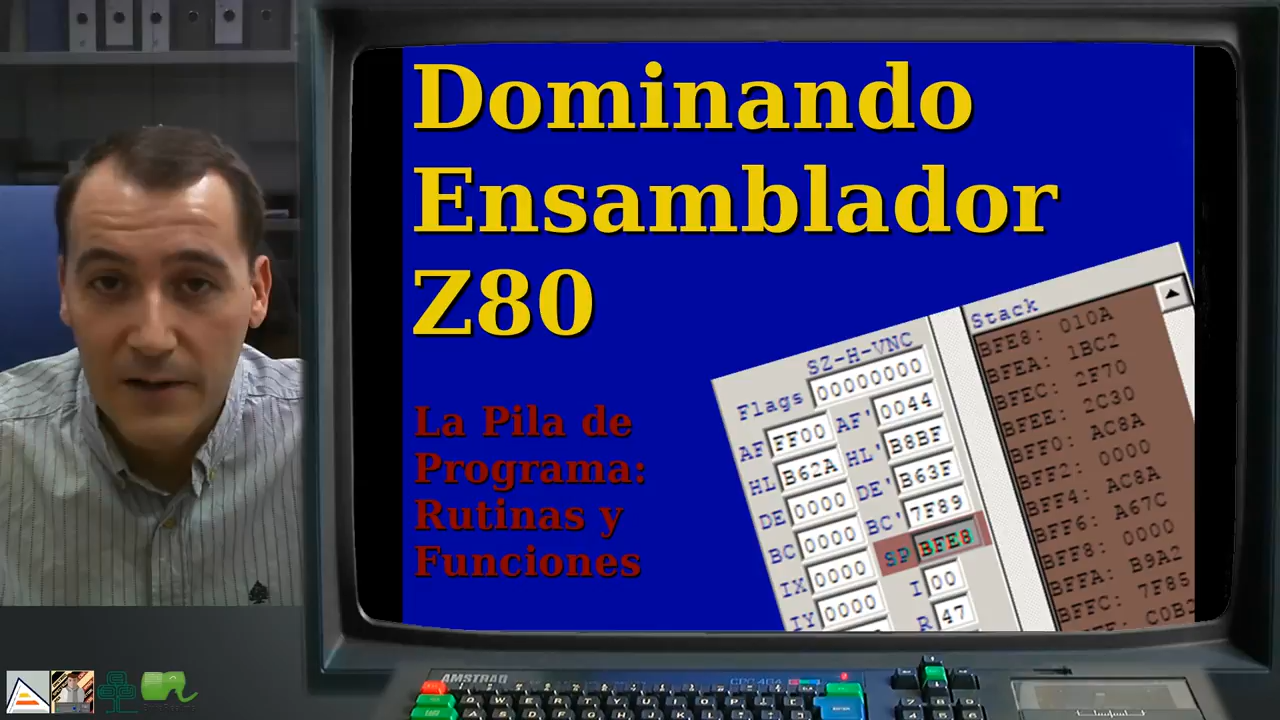 Dominando
Ensamblador
Z80
La Pila de
Programa:
Rutinas y
Funciones
SZ-H-VNC
Flags 00000000
AF FF00 AF' 0044
HL B62A HL' B8BF
DE 0000 DE' B63F
BC 0000 BC' 7F89
IX 0000 SP BFE8
IY 0000 I 00
R 47
Stack
BFE8: 010A
BFEA: 1BC2
BFEC: 2F70
BFEE: 2C30
BFF0: AC8A
BFF2: 0000
BFF4: AC8A
BFF6: A67C
BFF8: 0000
BFFA: B9A2
BFFC: 7F85
C0B2
AMSTRAD